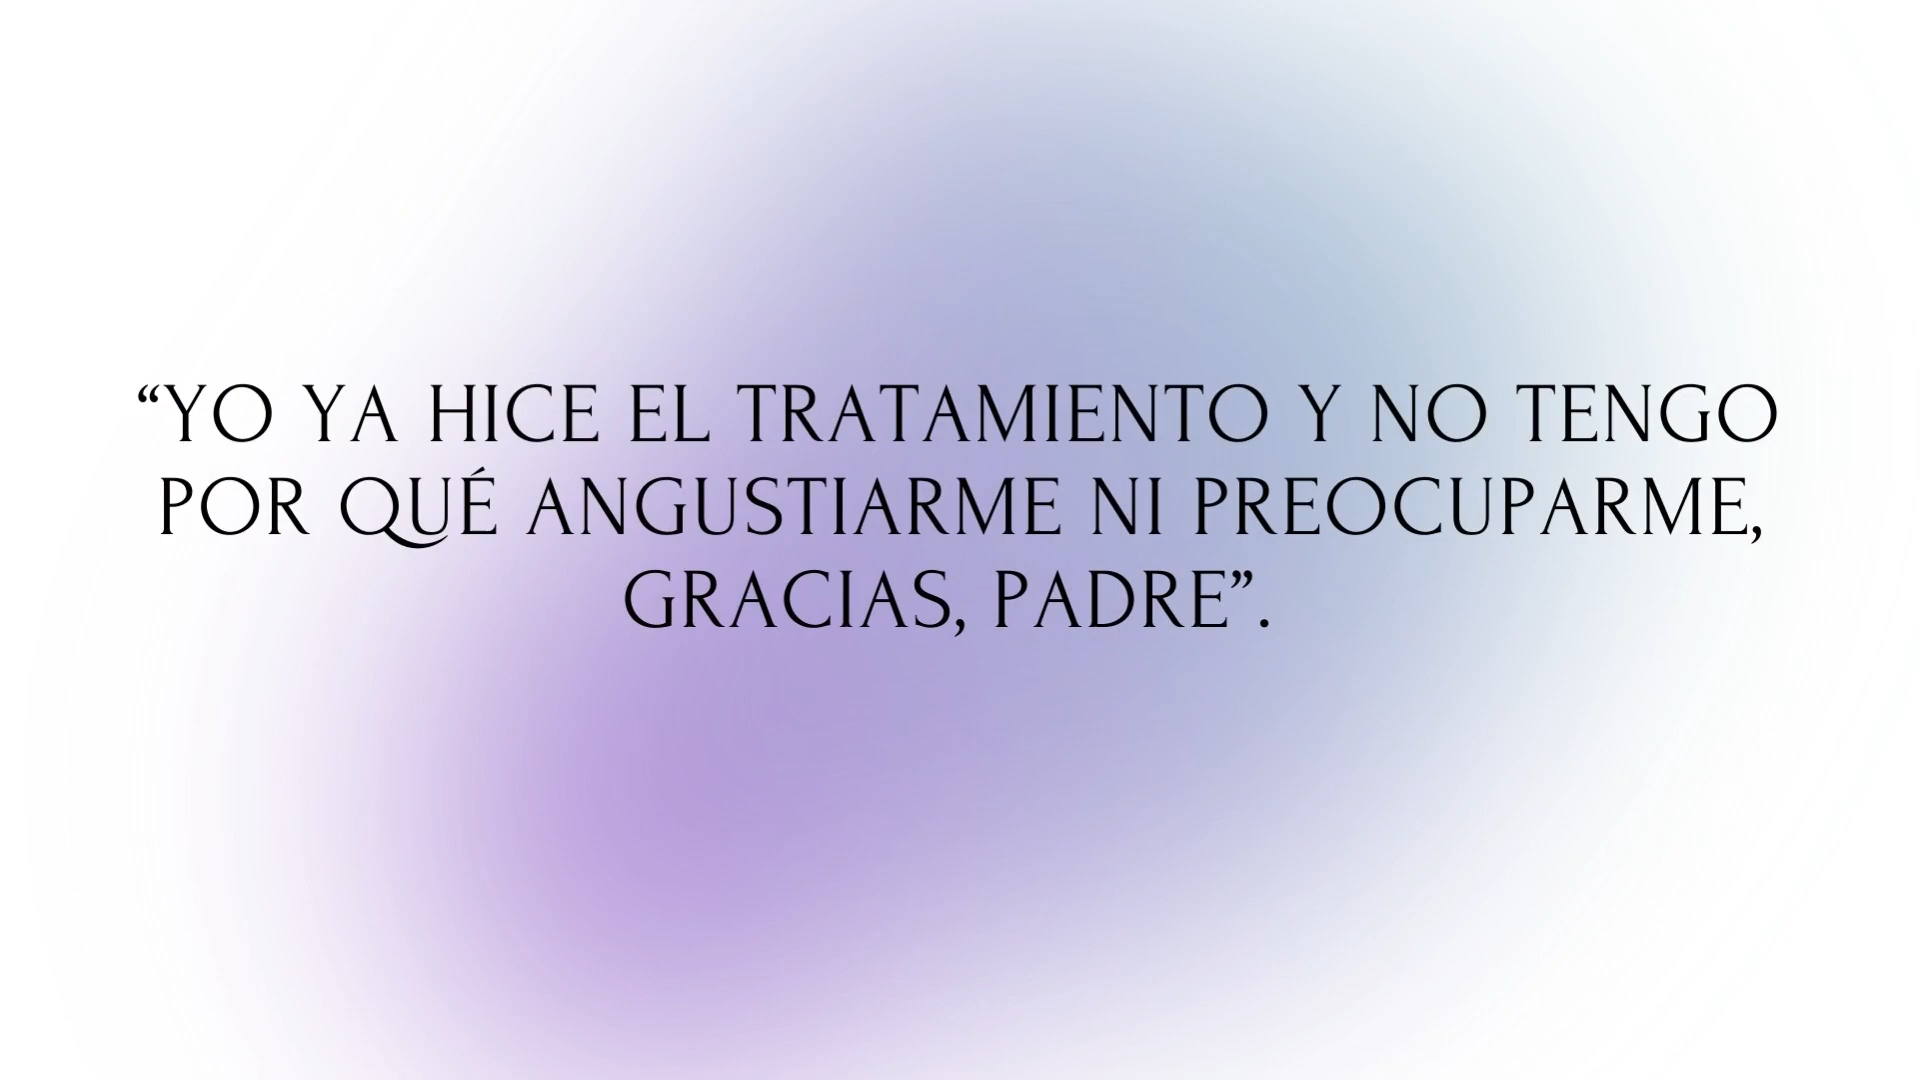 “YO YA HICE EL TRATAMIENTO Y NO TENGO
POR QUÉ ANGUSTIARME NI PREOCUPARME,
GRACIAS, PADRE”.